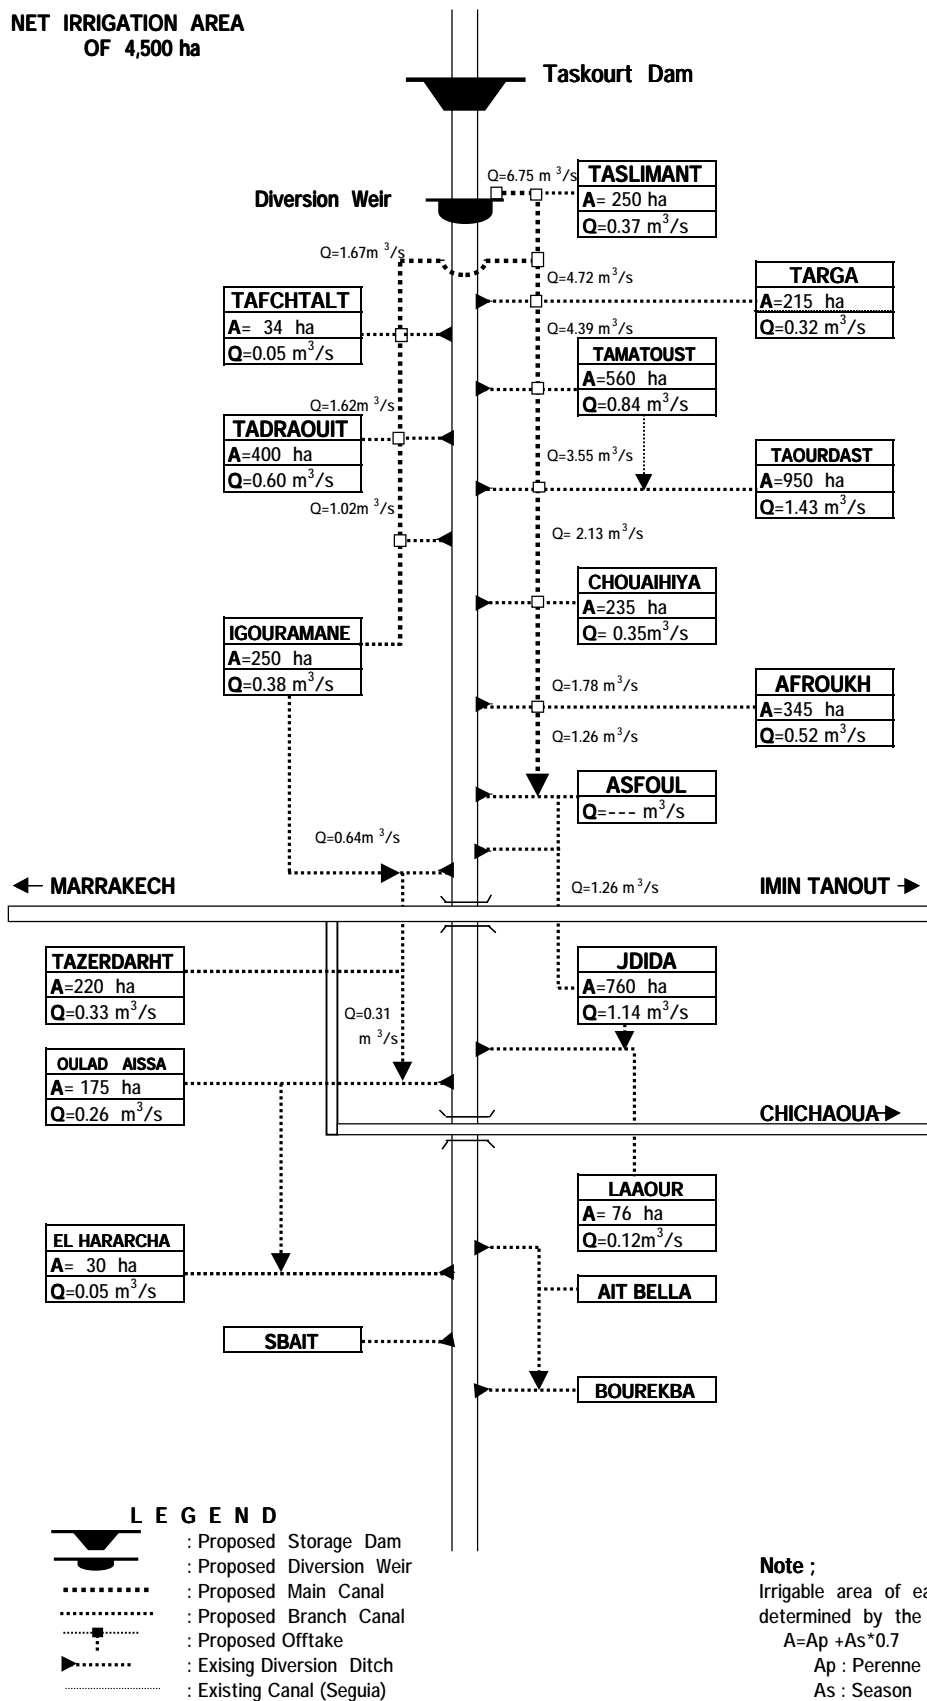 NET IRRIGATION AREA
OF 4,500 ha
Taskourt Dam
Q=6.75 m³/s
TASLIMANT
A= 250 ha
Q=0.37 m³/s
Diversion Weir
Q=1.67m ³/s
Q=4.72 m³/s
TARGA
A=215 ha
Q=0.32 m³/s
TAFCHTALT
A= 34 ha
Q=0.05 m³/s
Q=4.39 m³/s
TAMATOUST
A=560 ha
Q=0.84 m³/s
Q=1.62m ³/s
TADRAOUIT
A=400 ha
Q=0.60 m³/s
Q=3.55 m³/s
TAOURDAST
A=950 ha
Q=1.43 m³/s
Q=1.02m ³/s
Q= 2.13 m³/s
CHOUAIHIYA
A=235 ha
Q= 0.35m³/s
IGOURAMANE
A=250 ha
Q=0.38 m³/s
Q=1.78 m³/s
AFROUKH
A=345 ha
Q=0.52 m³/s
Q=1.26 m³/s
ASFOUL
Q=--- m³/s
Q=0.64m ³/s
Q=1.26 m³/s
MARRAKECH
IMIN TANOUT
TAZERDARHT
A=220 ha
Q=0.33 m³/s
JDIDA
A=760 ha
Q=1.14 m³/s
Q=0.31
m ³/s
OULAD AISSA
A= 175 ha
Q=0.26 m³/s
CHICHAOUA
LAAOUR
A= 76 ha
Q=0.12m³/s
EL HARARCHA
A= 30 ha
Q=0.05 m³/s
AIT BELLA
SBAIT
BOUREKBA
L E G E N D
: Proposed Storage Dam
: Proposed Diversion Weir
: Proposed Main Canal
: Proposed Branch Canal
: Proposed Offtake
: Exising Diversion Ditch
: Existing Canal (Seguia)
Note ;
Irrigable area of ea
determined by the
A=Ap +As*0.7
Ap : Perenne
As : Season